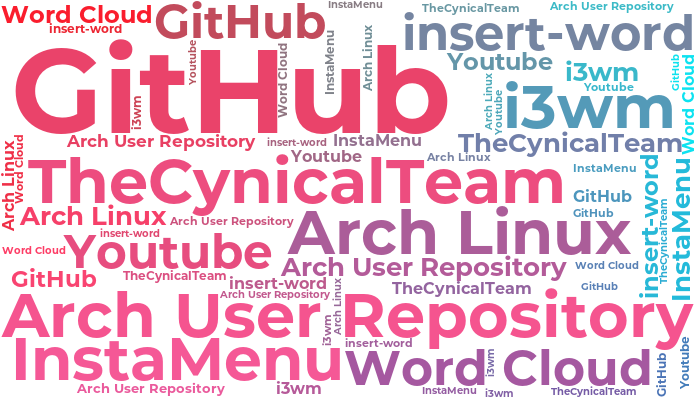 Word Cloud
GitHub
InstaMenu
TheCynicalTeam
Arch User Repository
insert-word
insert-word
Youtube
Word Cloud
InstaMenu
Arch Linux
Youtube
i3wm
GitHub
Word Cloud
GitHub
i3wm
Arch Linux
Youtube
Youtube
i3wm
Arch User Repository
insert-word
InstaMenu
TheCynicalTeam
Arch Linux
Word Cloud
Youtube
Arch Linux
InstaMenu
insert-word
InstaMenu
TheCynicalTeam
GitHub
TheCynicalTeam
Arch Linux
Arch User Repository
GitHub
Arch Linux
insert-word
Youtube
Word Cloud
Arch User Repository
Word Cloud
GitHub
TheCynicalTeam
insert-word
TheCynicalTeam
GitHub
Arch User Repository
Arch Linux
i3wm
Arch User Repository
insert-word
InstaMenu
Word Cloud
i3wm
GitHub
Youtube
Arch User Repository
i3wm
InstaMenu
i3wm
TheCynicalTeam